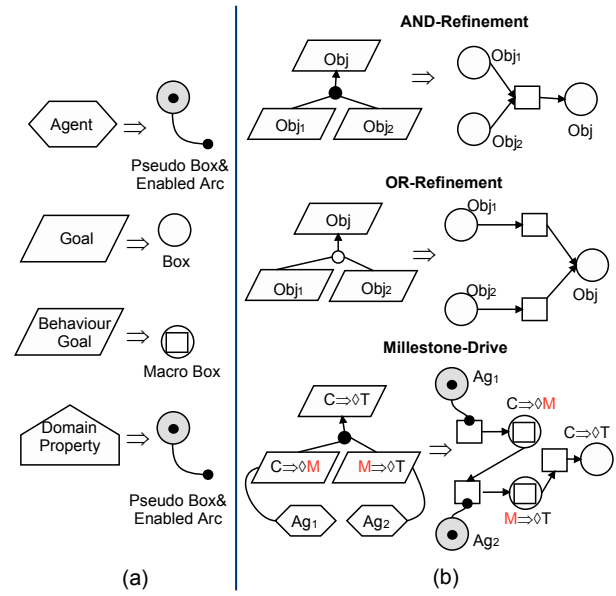 Agent
⇒
Pseudo Box&
Enabled Arc
Goal
⇒
Box
Behaviour
Goal
⇒
Macro Box
Domain
Property
⇒
Pseudo Box&
Enabled Arc
(a)
AND-Refinement
Obj
Obj1
Obj2
⇒
Obj1
Obj2
Obj
OR-Refinement
Obj
Obj1
Obj2
⇒
Obj1
Obj2
Obj
Millestone-Drive
C⇒◊T
C⇒◊M
M⇒◊T
Ag1
Ag2
⇒
Ag1
C⇒◊M
C⇒◊T
M⇒◊T
Ag2
(b)